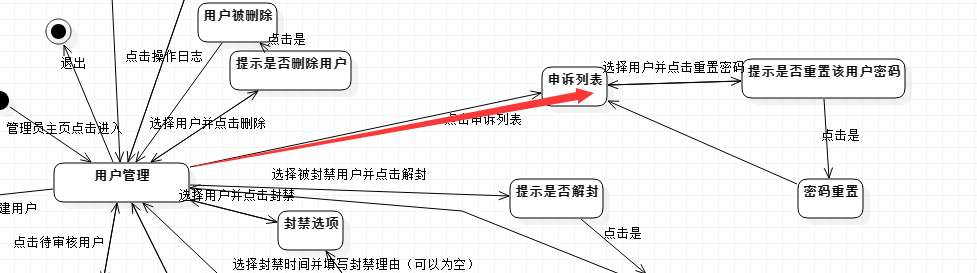 用户被删除
点击是
点击操作日志
退出
提示是否删除用户
申诉列表
选择用户并点击重置密码
提示是否重置该用户密码
管理员主页点击进入
选择用户并点击删除
点击申诉列表
点击是
用户管理
选择被封禁用户并点击解封
选择用户并点击封禁
提示是否解封
密码重置
建用户
封禁选项
点击是
点击待审核用户
选择封禁时间并填写封禁理由（可以为空）